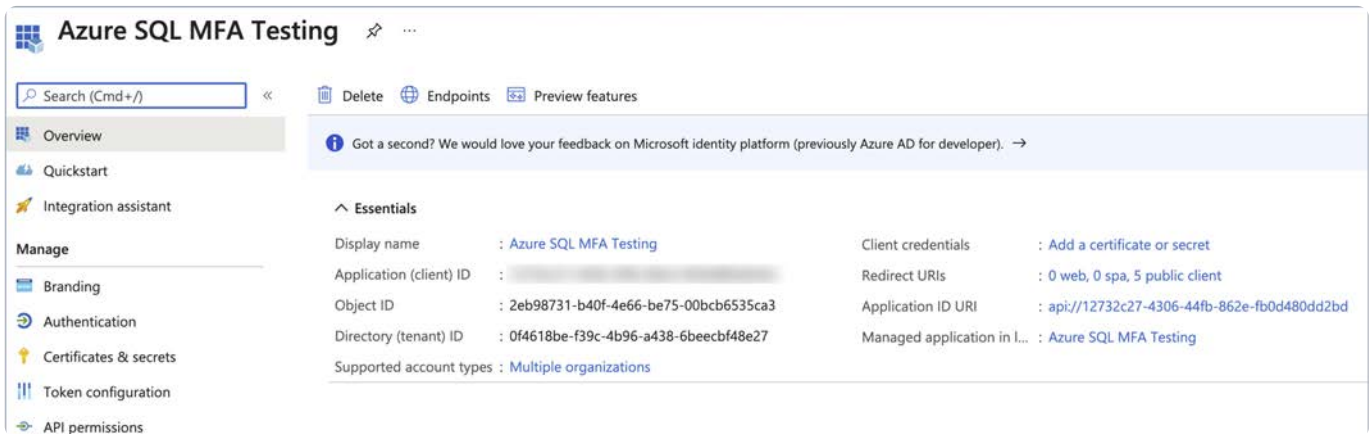 Azure SQL MFA Testing
Search (Cmd+/)
«
Delete Endpoints Preview features
Overview
Quickstart
Integration assistant
Manage
Branding
Authentication
Certificates & secrets
Token configuration
API permissions
Got a second? We would love your feedback on Microsoft identity platform (previously Azure AD for developer). →
Essentials
Display name : Azure SQL MFA Testing
Application (client) ID :
Object ID : 2eb98731-b40f-4e66-be75-00bcb6535ca3
Directory (tenant) ID : 0f4618be-f39c-4b96-a438-6beecbf48e27
Supported account types : Multiple organizations
Client credentials : Add a certificate or secret
Redirect URIs : 0 web, 0 spa, 5 public client
Application ID URI : api://12732c27-4306-44fb-862e-fb0d480dd2bd
Managed application in l... : Azure SQL MFA Testing